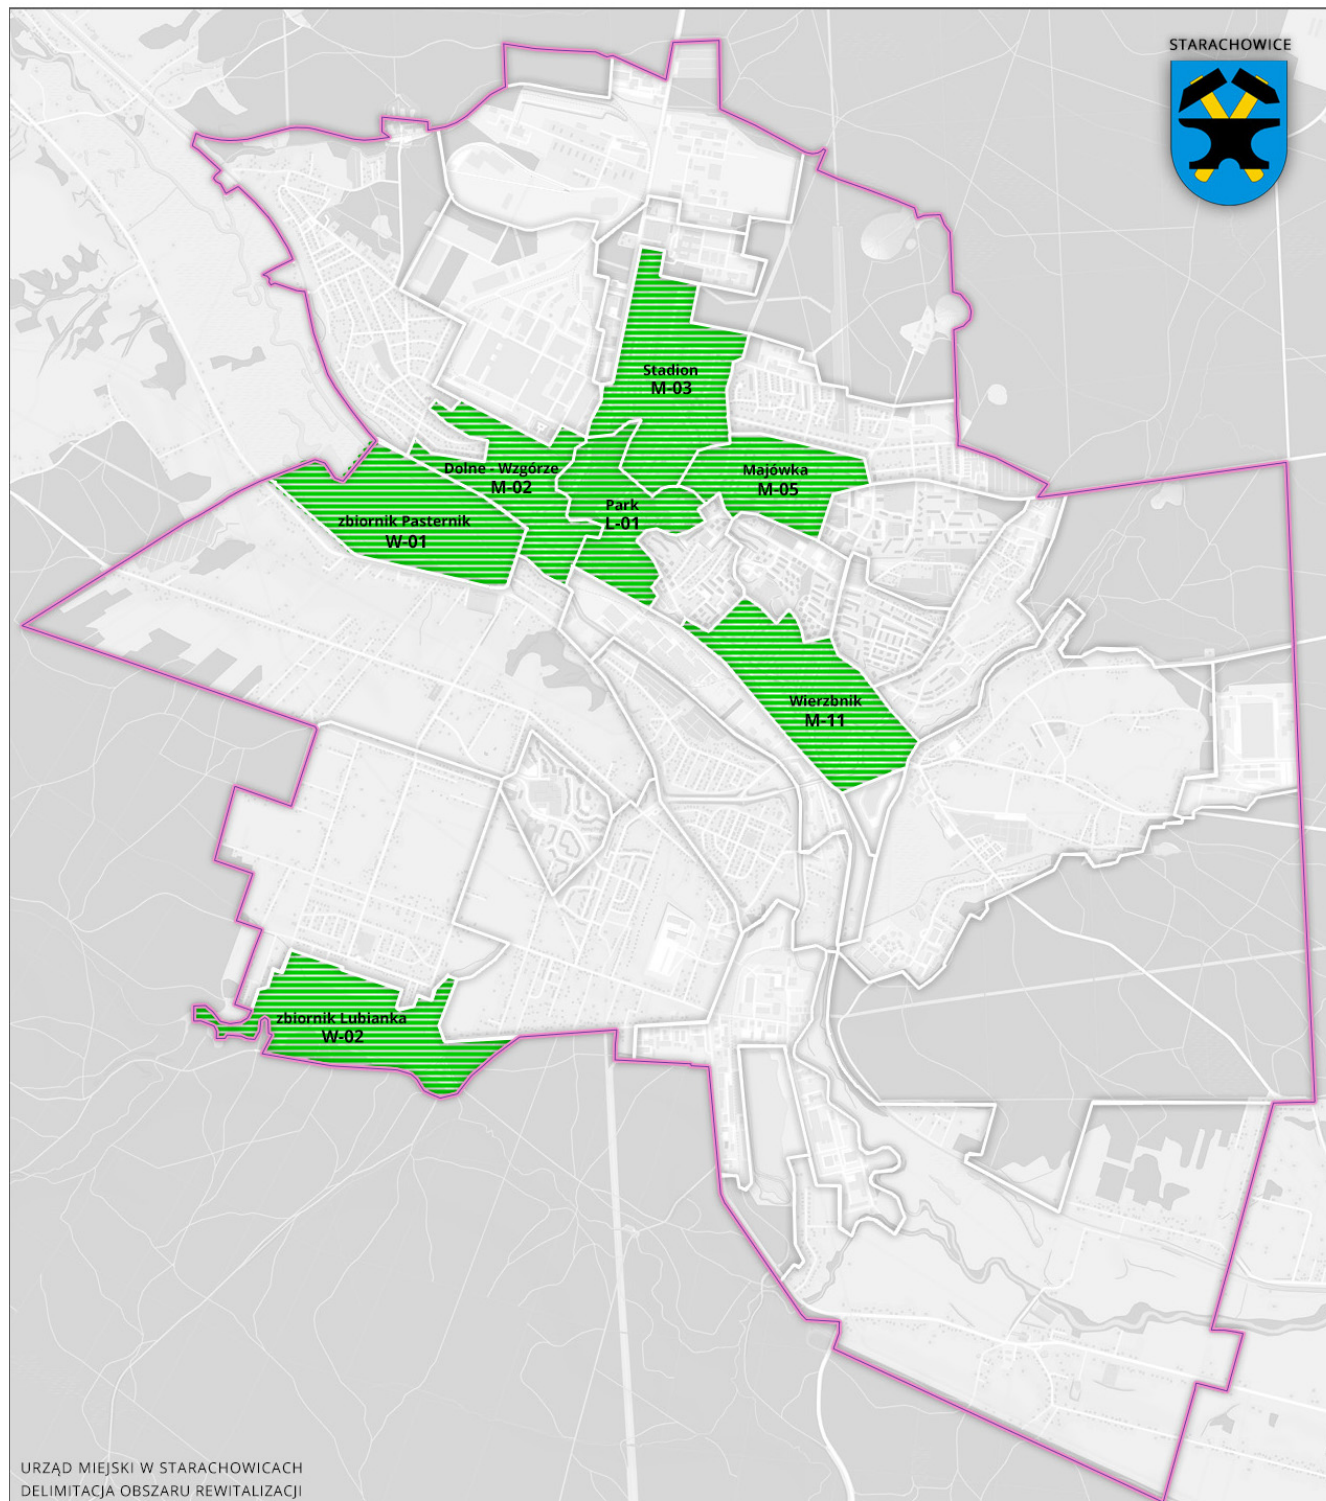 STARACHOWICE
Stadion
M-03
Dolne - Wzgórze
M-02
Majówka
M-05
Park
L-01
zbiornik Pasternik
W-01
Wierzbnik
M-11
zbiornik Lubianka
W-02
URZĄD MIEJSKI W STARACHOWICACH
DELIMITACJA OBSZARU REWITALIZACJI